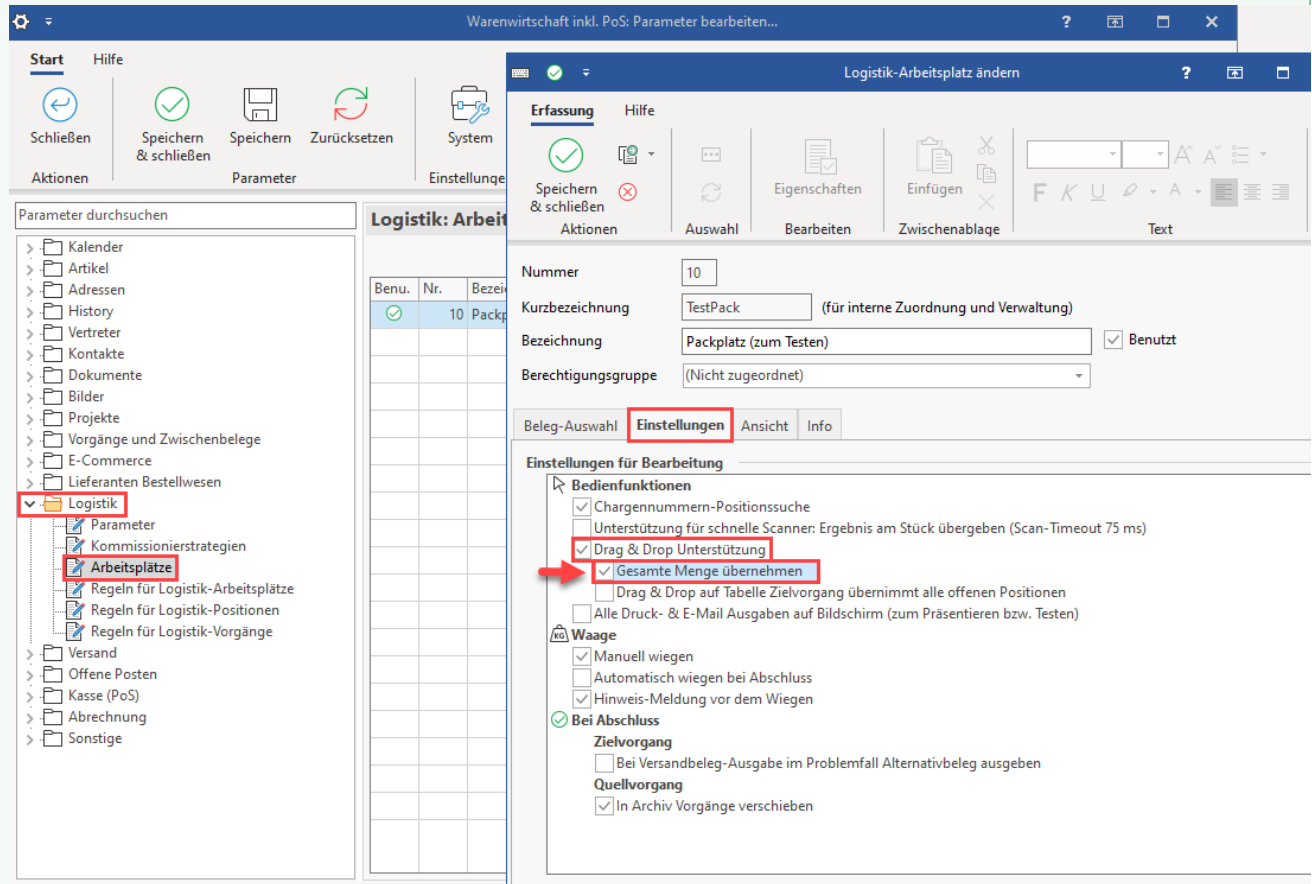 Warenwirtschaft inkl. PoS: Parameter bearbeiten...
?
Start Hilfe
Schließen
Speichern & schließen
Speichern
Zurücksetzen
System
Aktionen
Parameter
Einstellunge
Parameter durchsuchen
Kalender
Artikel
Adressen
History
Vertreter
Kontakte
Dokumente
Bilder
Projekte
Vorgänge und Zwischenbelege
E-Commerce
Lieferanten Bestellwesen
Logistik
Parameter
Kommissionierstrategien
Arbeitsplätze
Regeln für Logistik-Arbeitsplätze
Regeln für Logistik-Positionen
Regeln für Logistik-Vorgänge
Versand
Offene Posten
Kasse (PoS)
Abrechnung
Sonstige
Logistik: Arbeit
Benu. Nr. Bezei
10 Packp
Logistik-Arbeitsplatz ändern
?
Erfassung Hilfe
Speichern
& schließen
Eigenschaften
Einfügen
F K U A
Aktionen Auswahl Bearbeiten Zwischenablage Text
Nummer 10
Kurzbezeichnung TestPack (für interne Zuordnung und Verwaltung)
Bezeichnung Packplatz (zum Testen) Benutzt
Berechtigungsgruppe (Nicht zugeordnet)
Beleg-Auswahl Einstellungen Ansicht Info
Einstellungen für Bearbeitung
Bedienfunktionen
Chargennummern-Positionssuche
Unterstützung für schnelle Scanner: Ergebnis am Stück übergeben (Scan-Timeout 75 ms)
Drag & Drop Unterstützung
Gesamte Menge übernehmen
Drag & Drop auf Tabelle Zielvorgang übernimmt alle offenen Positionen
Alle Druck- & E-Mail Ausgaben auf Bildschirm (zum Präsentieren bzw. Testen)
KG Waage
Manuell wiegen
Automatisch wiegen bei Abschluss
Hinweis-Meldung vor dem Wiegen
Bei Abschluss
Zielvorgang
Bei Versandbeleg-Ausgabe im Problemfall Alternativbeleg ausgeben
Quellvorgang
In Archiv Vorgänge verschieben